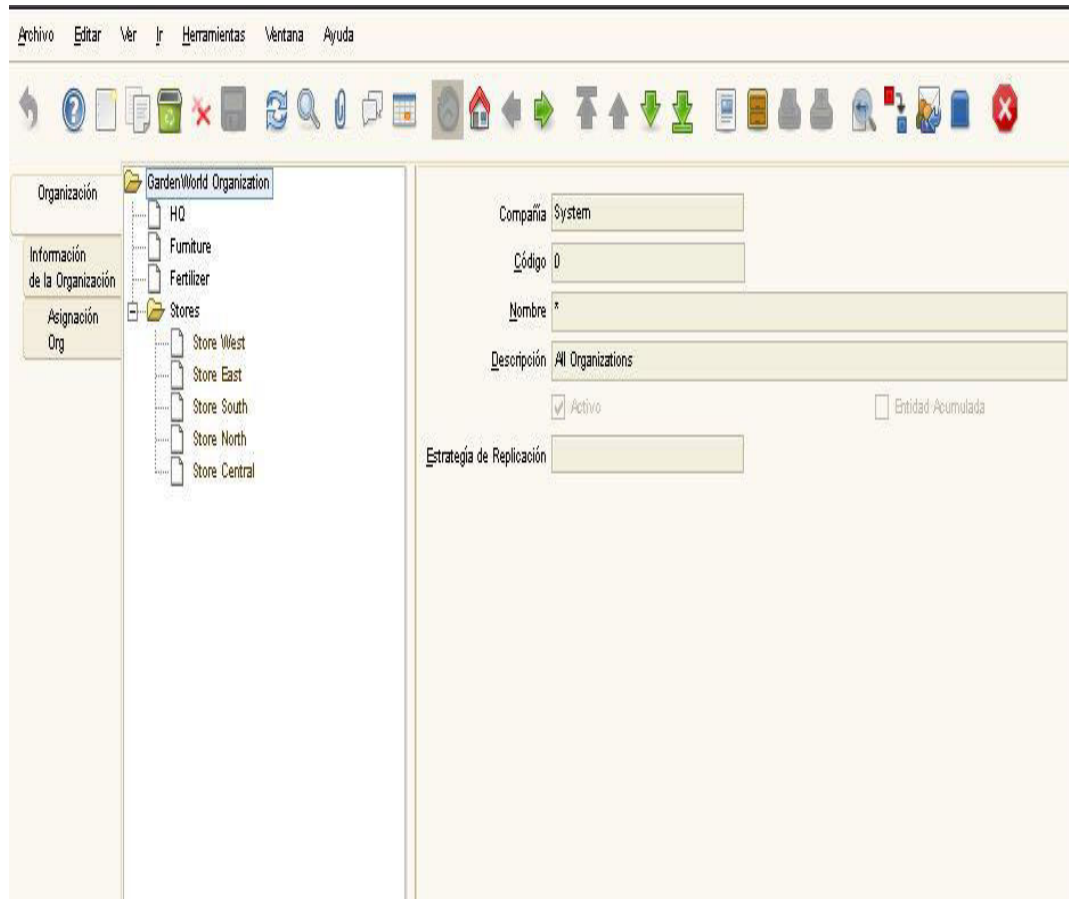 Archivo Editar Ver Ir Herramientas Ventana Ayuda
Organización
Información
de la Organización
Asignación
Org
GardenWorld Organization
HQ
Furniture
Fertilizer
Stores
Store West
Store East
Store South
Store North
Store Central
Compañía System
Código 0
Nombre *
Descripción All Organizations
Activo Entidad Acumulada
Estrategía de Replicación